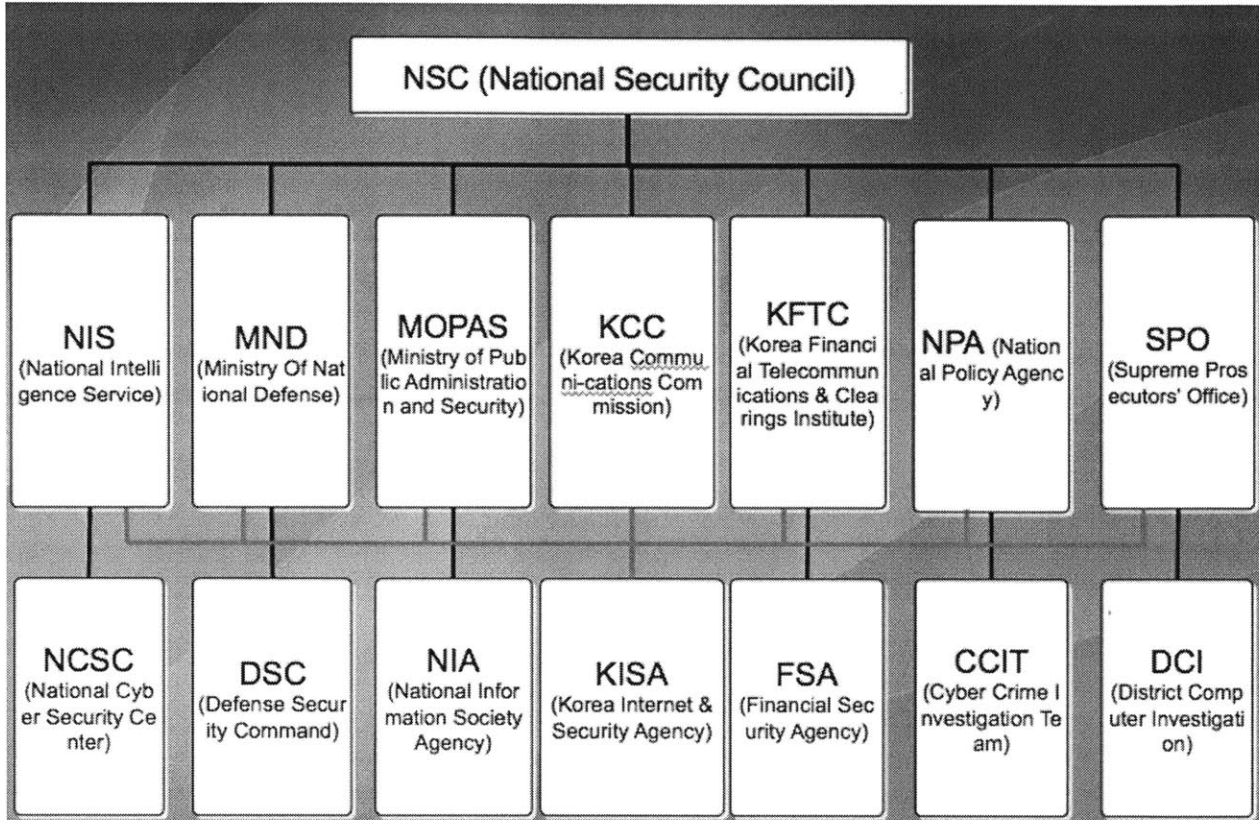 NSC (National Security Council)
NIS
(National Intelli
gence Service)
MND
(Ministry Of Nat
ional Defense)
MOPAS
(Ministry of Pub
lic Administratio
n and Security)
KCC
(Korea Commu
ni-cations Com
mission)
KFTC
(Korea Financi
al Telecommun
ications & Clea
rings Institute)
NPA (Nation
al Policy Agenc
y)
SPO
(Supreme Pros
ecutors' Office)
NCSC
(National Cyb
er Security Ce
nter)
DSC
(Defense Secur
ity Command)
NIA
(National Infor
mation Society
Agency)
KISA
(Korea Internet &
Security Agency)
FSA
(Financial Sec
urity Agency)
CCIT
(Cyber Crime I
nvestigation Te
am)
DCI
(District Comp
uter Investigati
on)